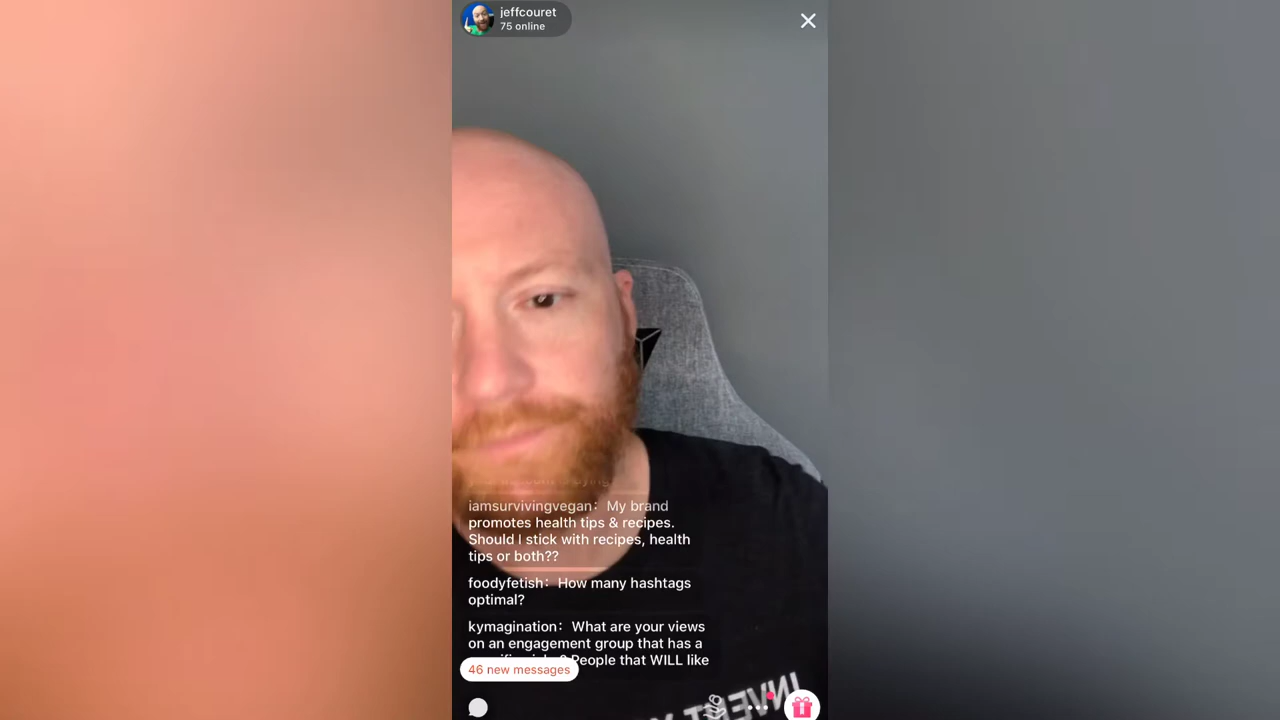 jeffcouret
75 online
iamsurvivingvegan: My brand
promotes health tips & recipes.
Should I stick with recipes, health
tips or both??
foodyfetish: How many hashtags
optimal?
kymagination: What are your views
on an engagement group that has a
People that WILL like
46 new messages
INVEST